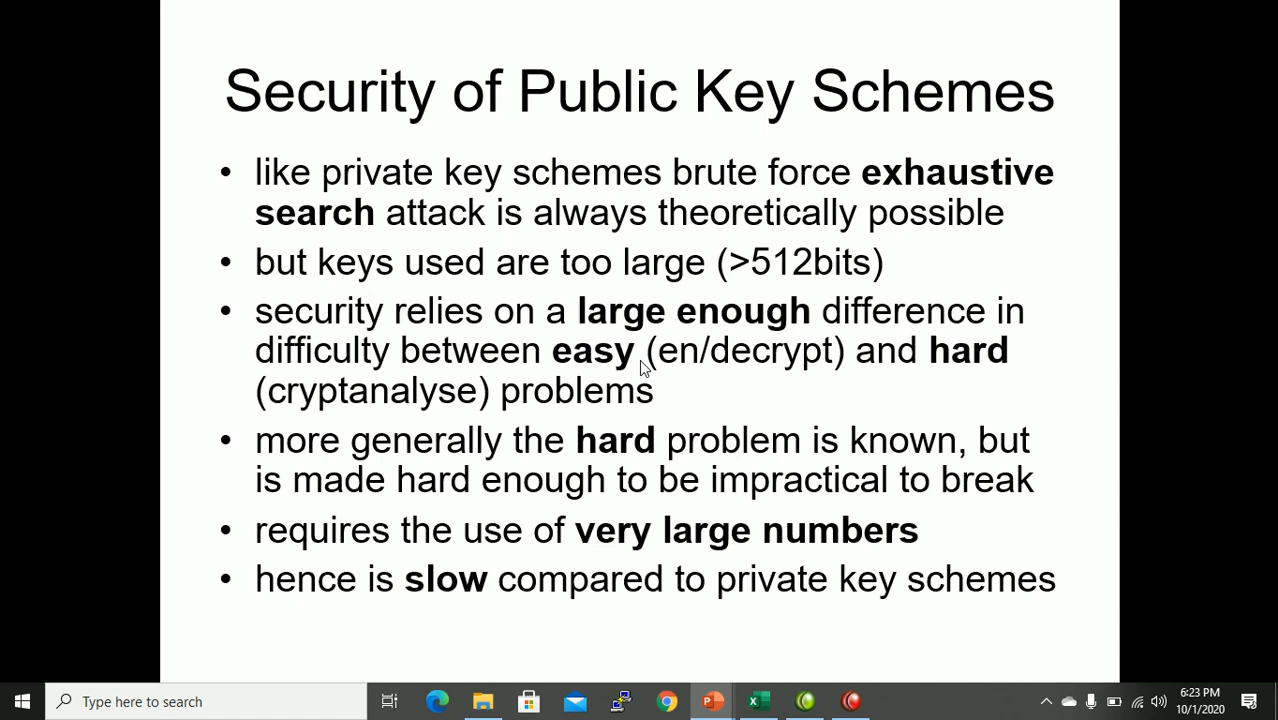 Security of Public Key Schemes
• like private key schemes brute force exhaustive
search attack is always theoretically possible
• but keys used are too large (>512bits)
• security relies on a large enough difference in
difficulty between easy (en/decrypt) and hard
(cryptanalyse) problems
• more generally the hard problem is known, but
is made hard enough to be impractical to break
• requires the use of very large numbers
• hence is slow compared to private key schemes
Type here to search
6:23 PM
10/1/2020